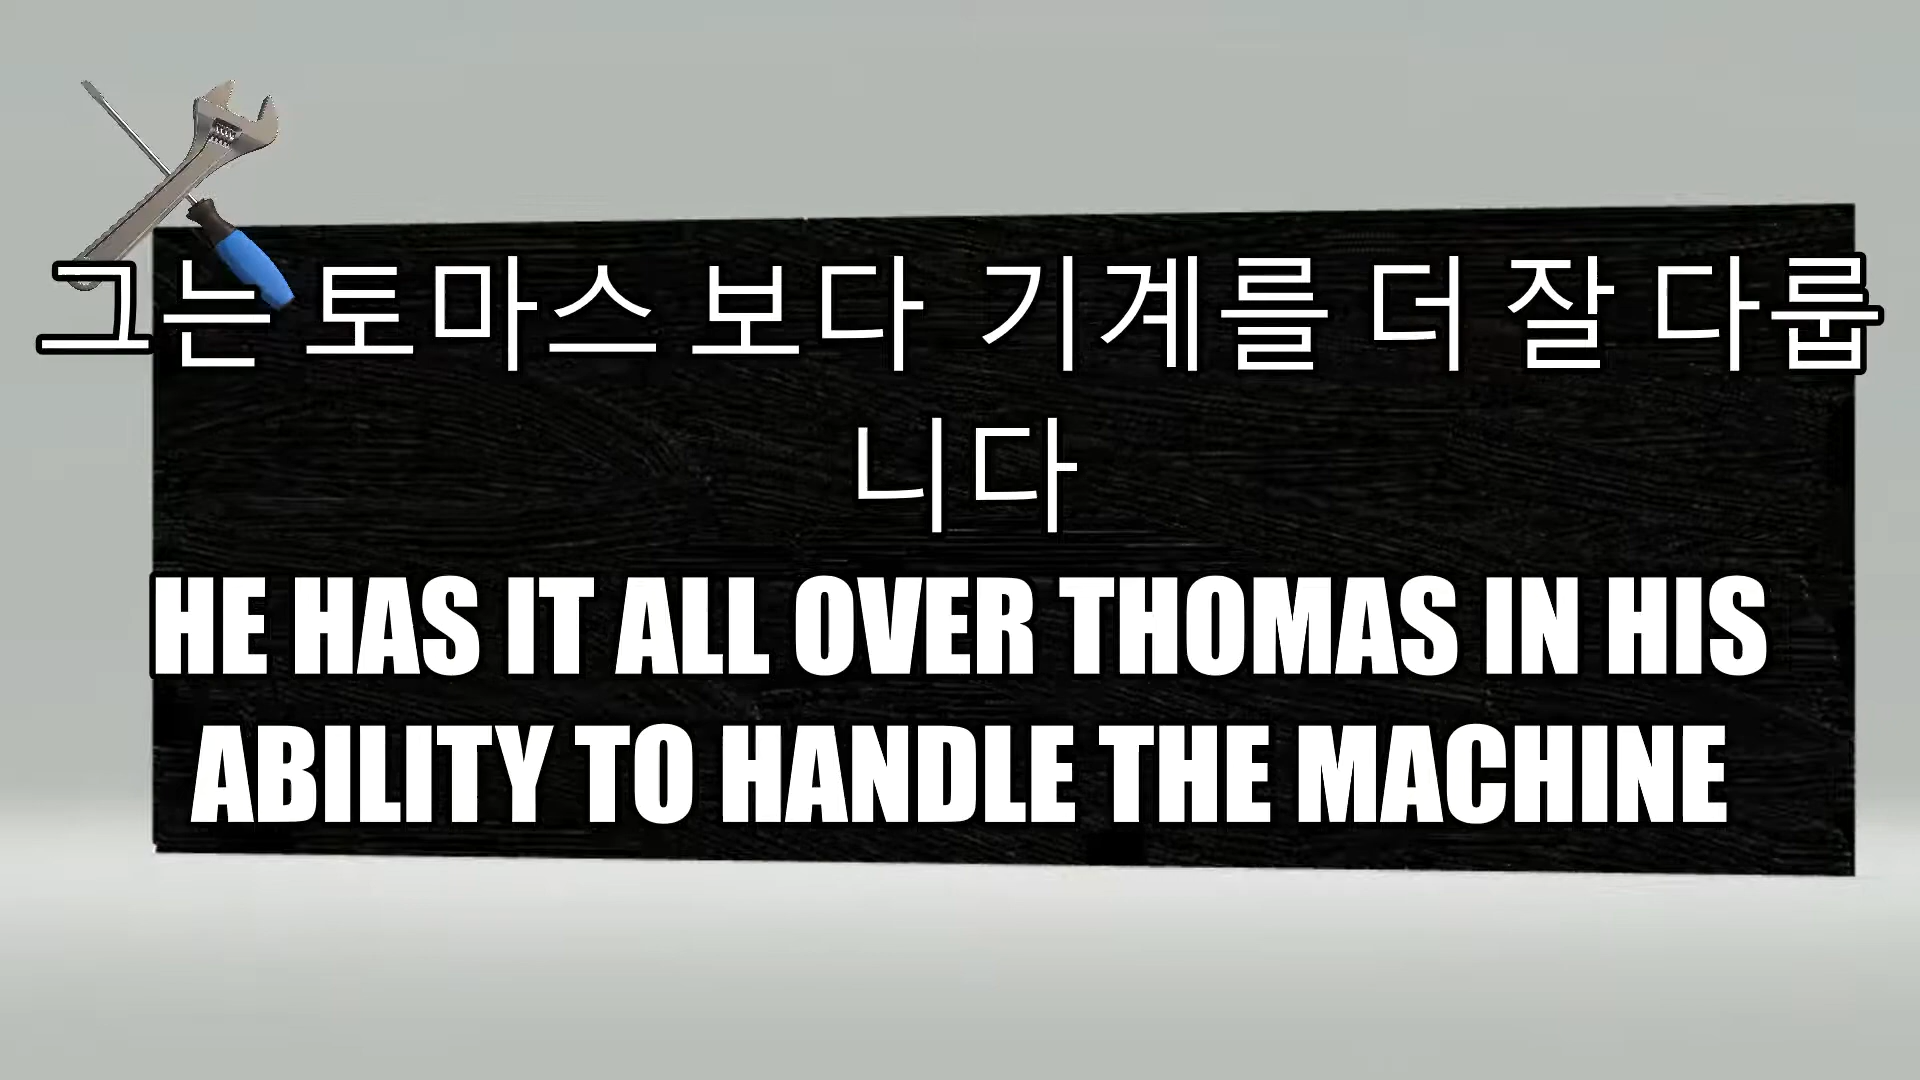 그는 토마스 보다 기계를 더 잘 다룹
니다
HE HAS IT ALL OVER THOMAS IN HIS
ABILITY TO HANDLE THE MACHINE